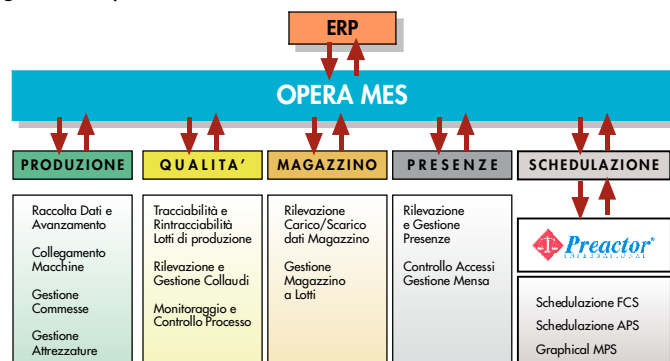 ERP
OPERA MES
PRODUZIONE
QUALITA'
MAGAZZINO
PRESENZE
SCHEDULAZIONE
Raccolta Dati e
Avanzamento
Collegamento
Macchine
Gestione
Commesse
Gestione
Attrezzature
Tracciabilità e
Rintracciabilità
Lotti di produzione
Rilevazione e
Gestione Collaudi
Monitoraggio e
Controllo Processo
Rilevazione
Carico/Scarico
dati Magazzino
Gestione
Magazzino
a Lotti
Rilevazione
e Gestione
Presenze
Controllo Accessi
Gestione Mensa
Preactor®
INTERNATIONAL
Schedulazione FCS
Schedulazione APS
Graphical MPS